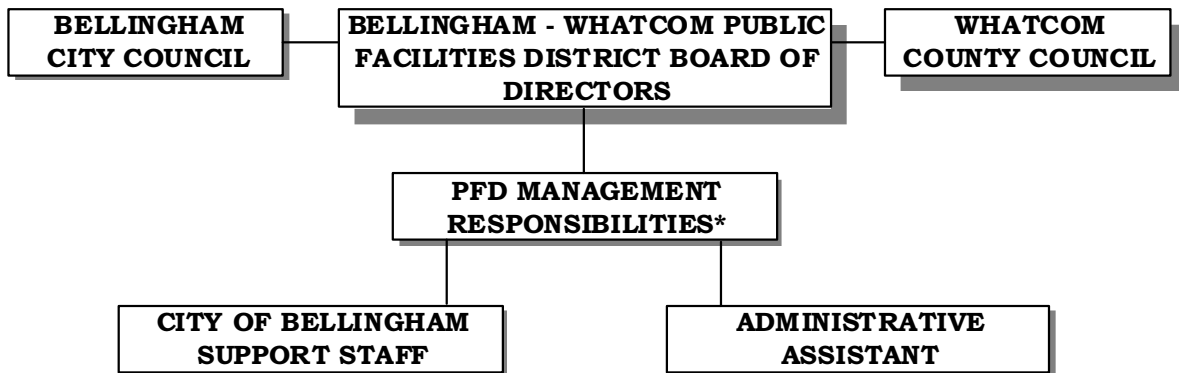 BELLINGHAM
CITY COUNCIL
BELLINGHAM - WHATCOM PUBLIC
FACILITIES DISTRICT BOARD OF
DIRECTORS
WHATCOM
COUNTY COUNCIL
PFD MANAGEMENT
RESPONSIBILITIES*
CITY OF BELLINGHAM
SUPPORT STAFF
ADMINISTRATIVE
ASSISTANT